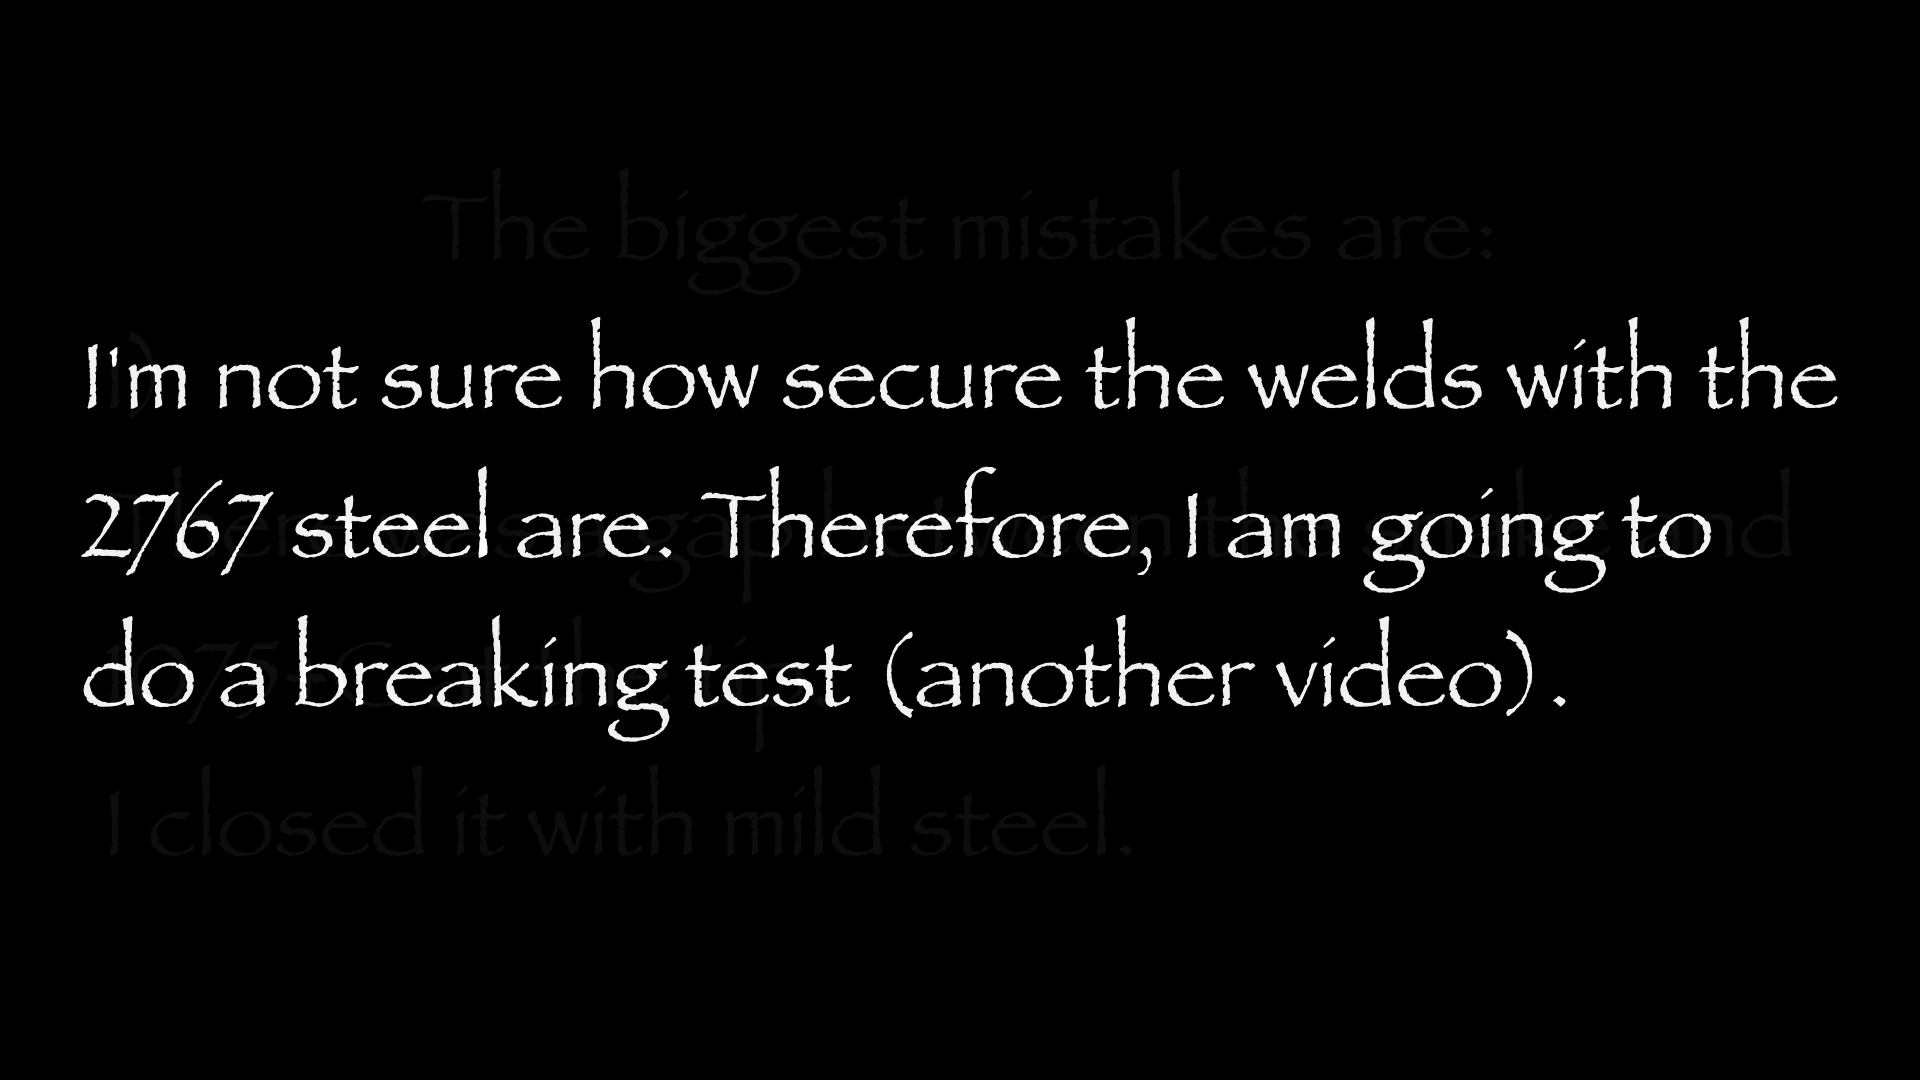 The biggest mistakes are:
I'm not sure how secure the welds with the
2767 steel are. Therefore, I am going to
do a breaking test (another video).
I closed it with mild steel.